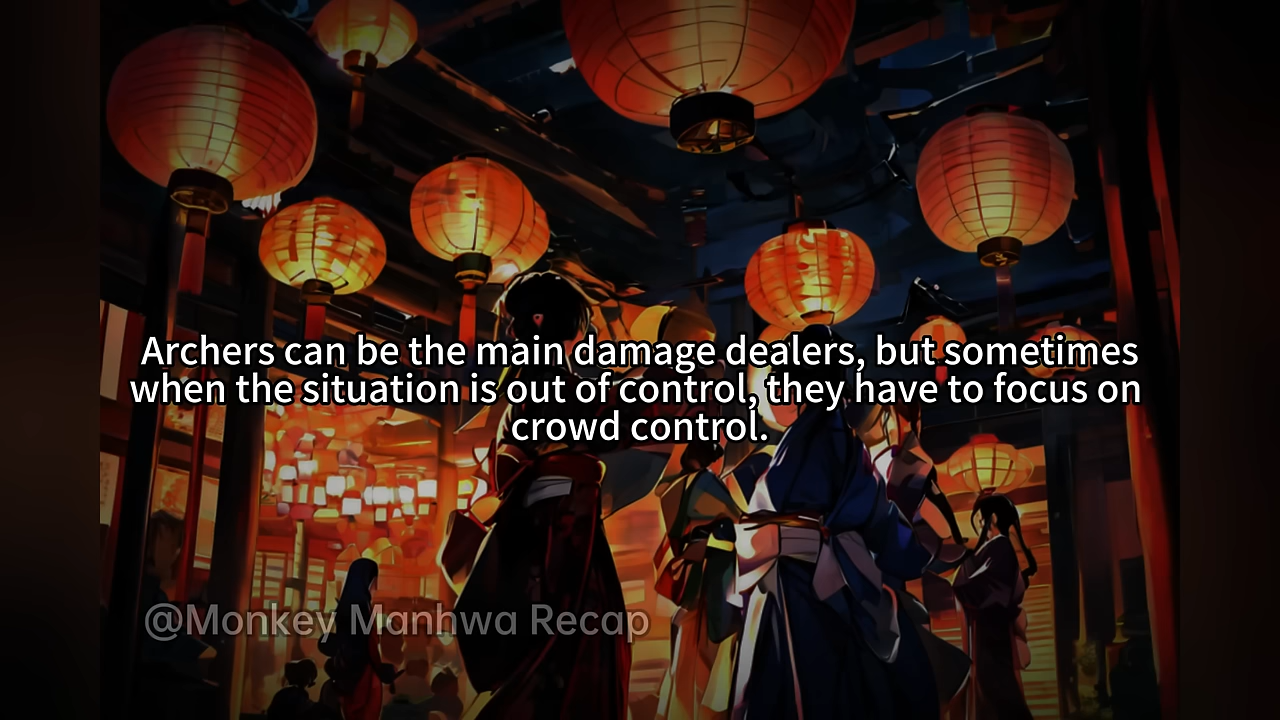 Archers can be the main damage dealers, but sometimes
when the situation is out of control, they have to focus on
crowd control.
@Monkey Manhwa Recap